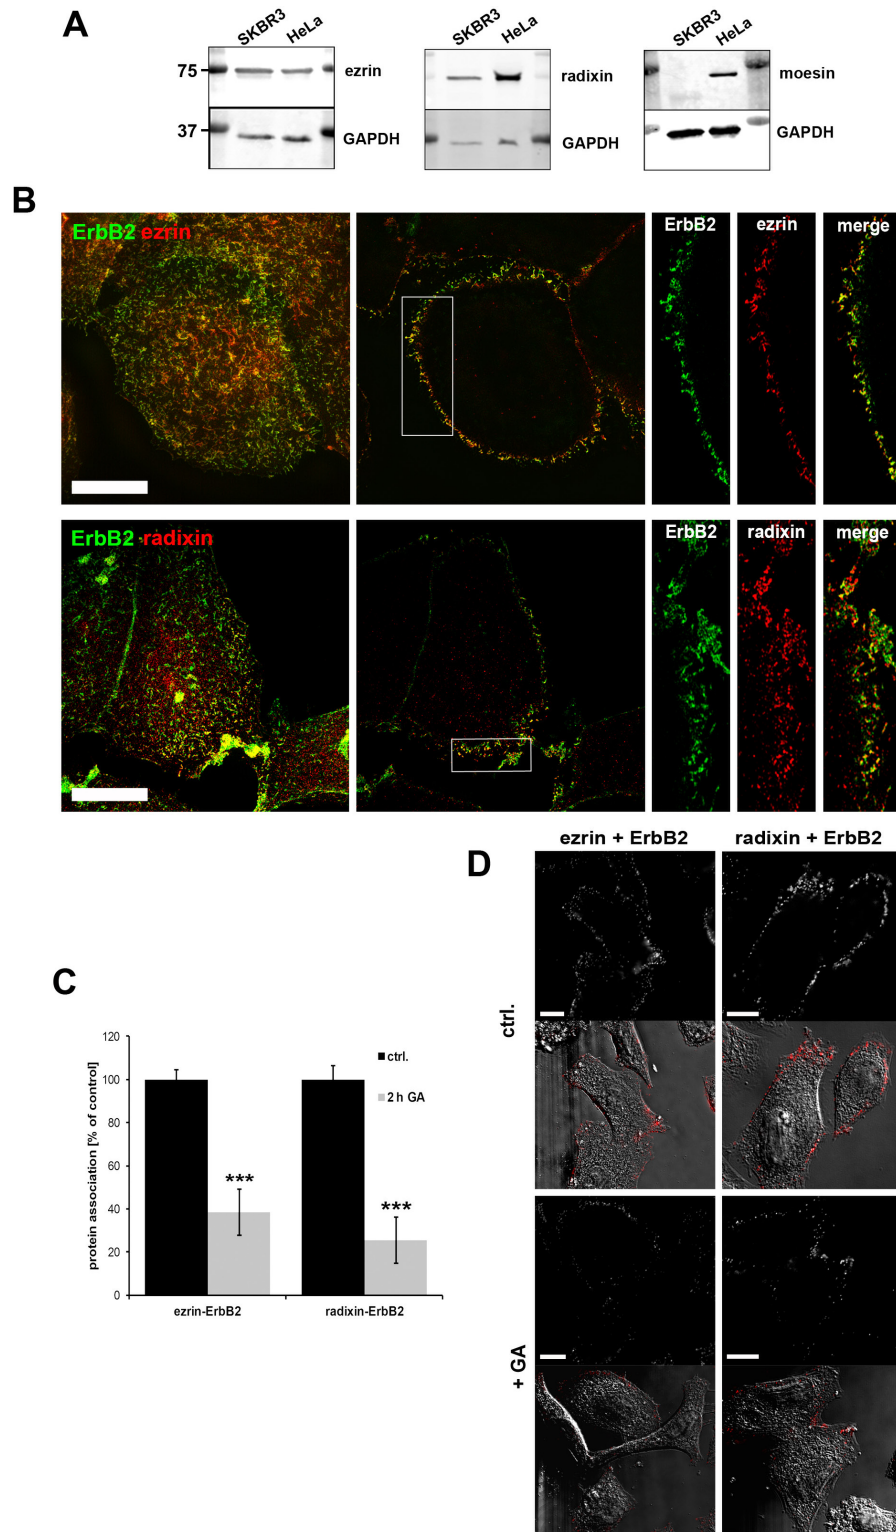 A
SKBR3 HeLa
SKBR3 HeLa
SKBR3 HeLa
75
ezrin
radixin
moesin
37
GAPDH
GAPDH
GAPDH
B
ErbB2 ezrin
ErbB2 ezrin merge
ErbB2 radixin
ErbB2 radixin merge
D
ezrin + ErbB2 radixin + ErbB2
ctrl.
+ GA
C
protein association [% of control]
120
100
80
60
40
20
0
ctrl.
2 h GA
***
***
ezrin-ErbB2 radixin-ErbB2